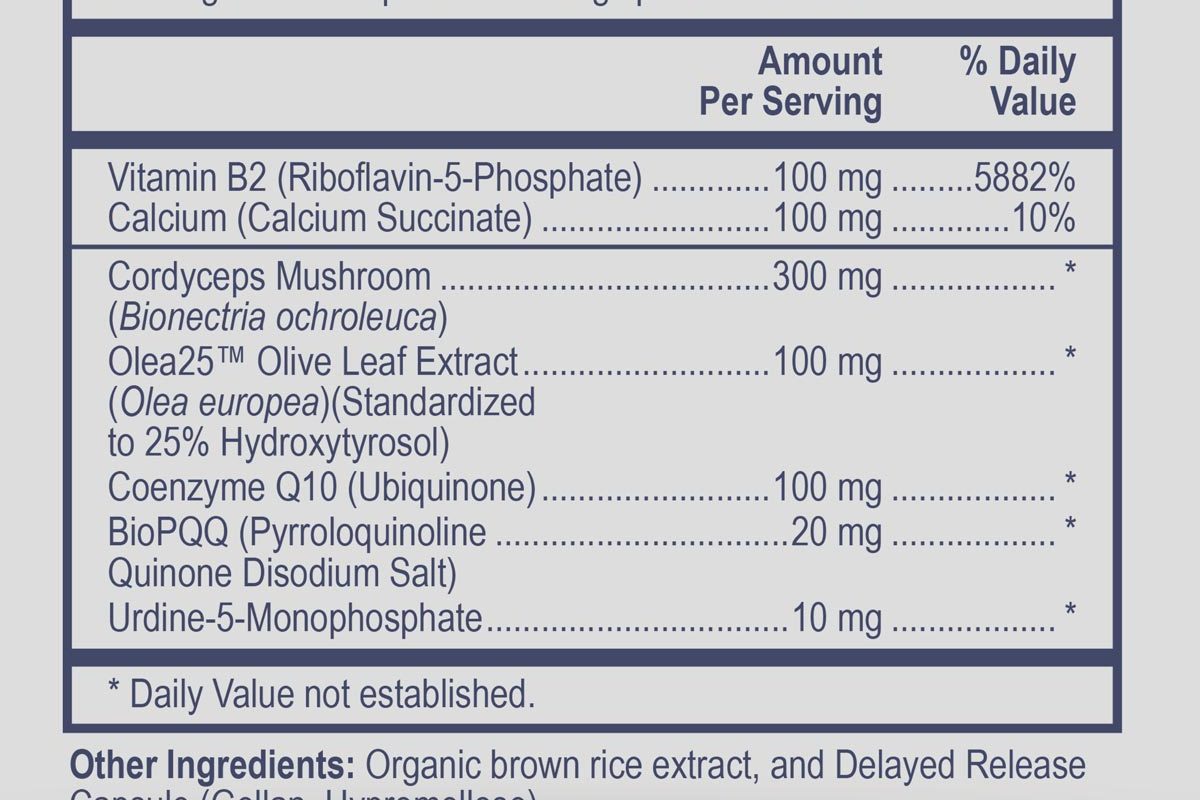 Amount % Daily
Per Serving Value
Vitamin B2 (Riboflavin-5-Phosphate) .............100 mg .........5882%
Calcium (Calcium Succinate) .........................100 mg .............10%
Cordyceps Mushroom ....................................300 mg .................. *
(Bionectria ochroleuca)
Olea25™ Olive Leaf Extract...........................100 mg .................. *
(Olea europea)(Standardized
to 25% Hydroxytyrosol)
Coenzyme Q10 (Ubiquinone).........................100 mg .................. *
BioPQQ (Pyrroloquinoline ................................20 mg .................. *
Quinone Disodium Salt)
Urdine-5-Monophosphate.................................10 mg .................. *
* Daily Value not established.
Other Ingredients: Organic brown rice extract, and Delayed Release
Capsule (Gellan, Hypromellose)